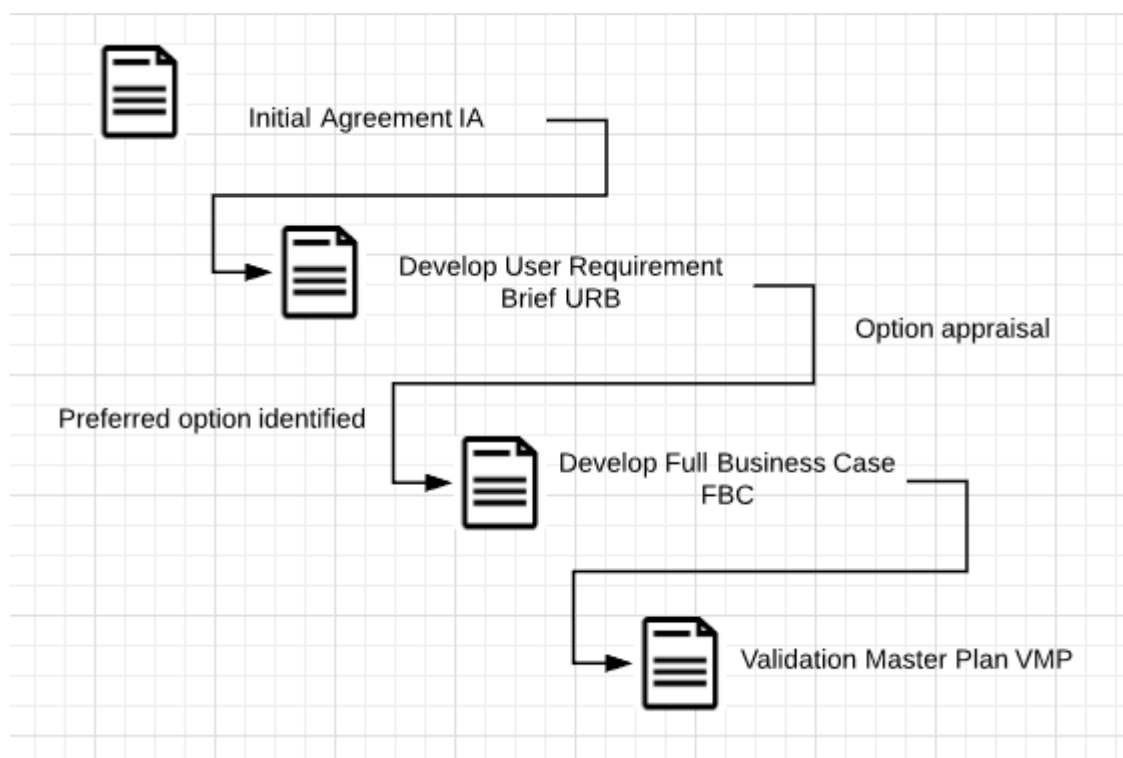 Initial Agreement IA
Develop User Requirement
Brief URB
Option appraisal
Preferred option identified
Develop Full Business Case
FBC
Validation Master Plan VMP